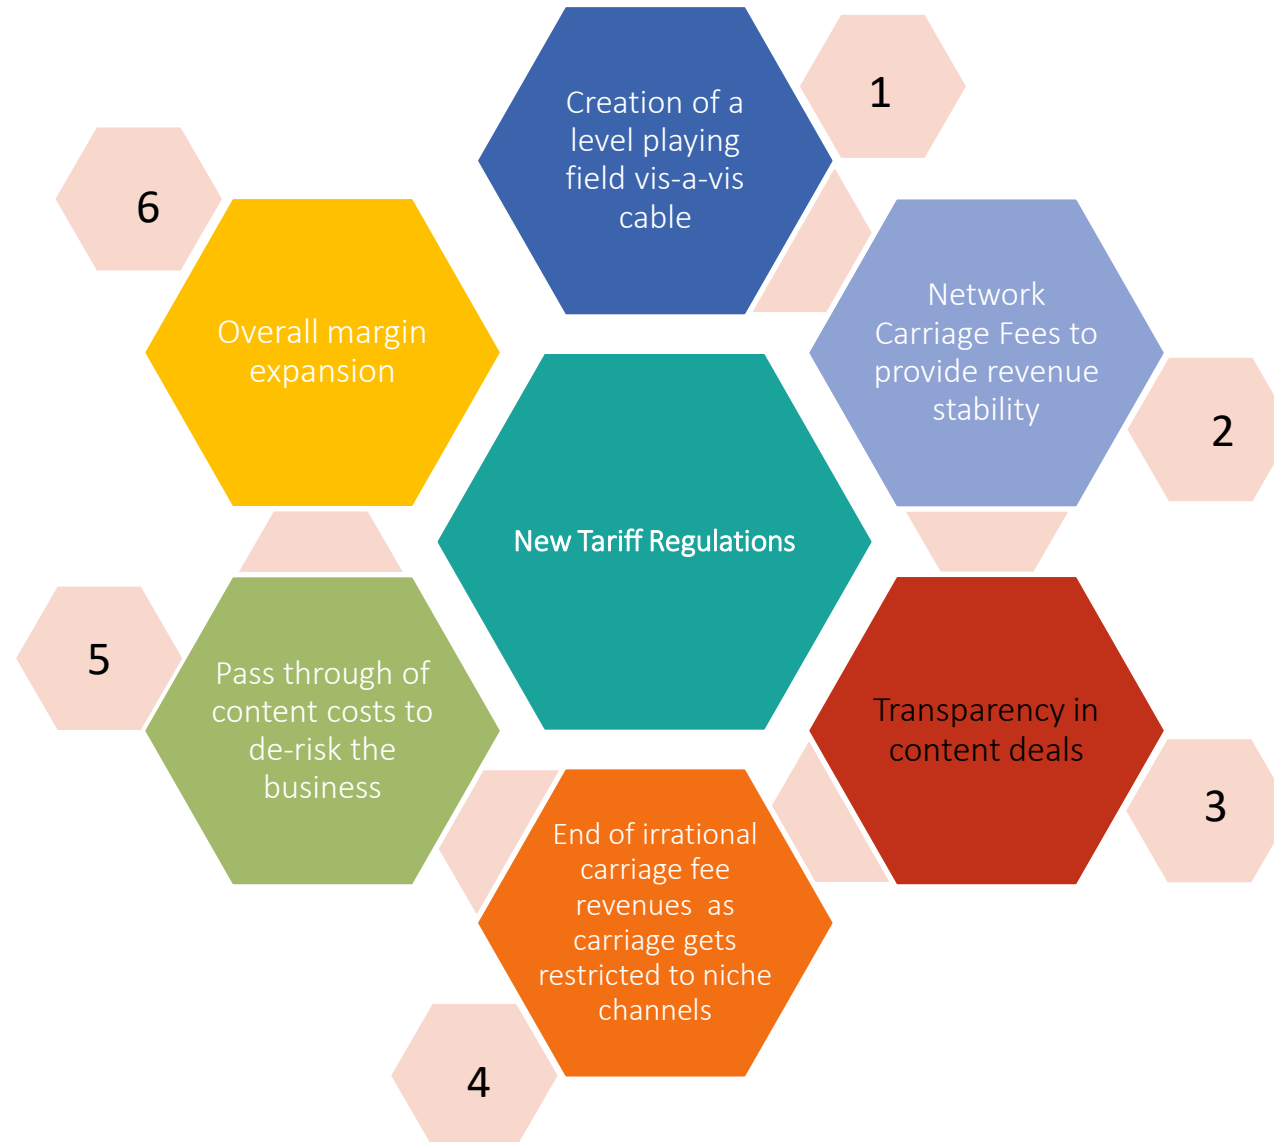 Creation of a
level playing
field vis-a-vis
cable
1
Network
Carriage Fees to
provide revenue
stability
2
Transparency in
content deals
3
End of irrational
carriage fee
revenues as
carriage gets
restricted to niche
channels
4
Pass through of
content costs to
de-risk the
business
5
Overall margin
expansion
6
New Tariff Regulations